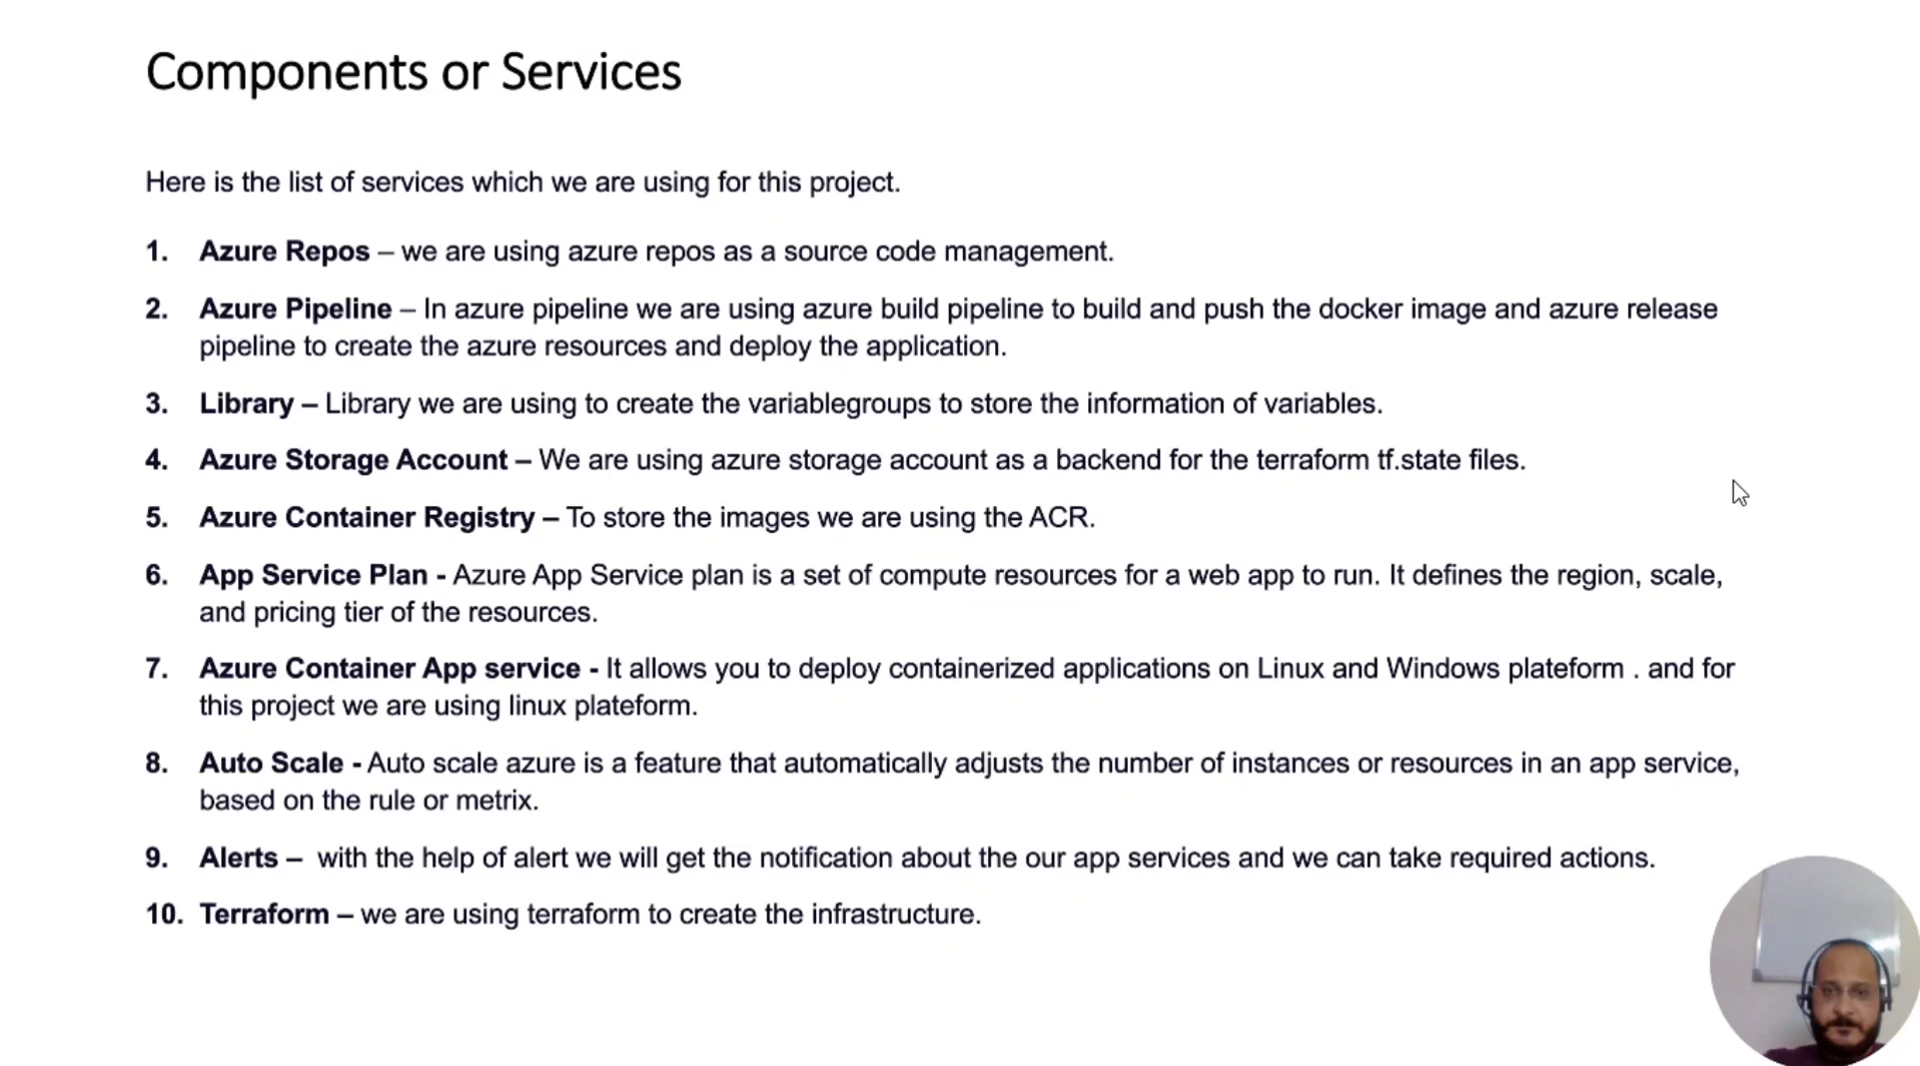 Components or Services
Here is the list of services which we are using for this project.
1. Azure Repos – we are using azure repos as a source code management.
2. Azure Pipeline – In azure pipeline we are using azure build pipeline to build and push the docker image and azure release
pipeline to create the azure resources and deploy the application.
3. Library – Library we are using to create the variablegroups to store the information of variables.
4. Azure Storage Account – We are using azure storage account as a backend for the terraform tf.state files.
5. Azure Container Registry – To store the images we are using the ACR.
6. App Service Plan - Azure App Service plan is a set of compute resources for a web app to run. It defines the region, scale,
and pricing tier of the resources.
7. Azure Container App service - It allows you to deploy containerized applications on Linux and Windows plateform . and for
this project we are using linux plateform.
8. Auto Scale - Auto scale azure is a feature that automatically adjusts the number of instances or resources in an app service,
based on the rule or metrix.
9. Alerts – with the help of alert we will get the notification about the our app services and we can take required actions.
10. Terraform – we are using terraform to create the infrastructure.